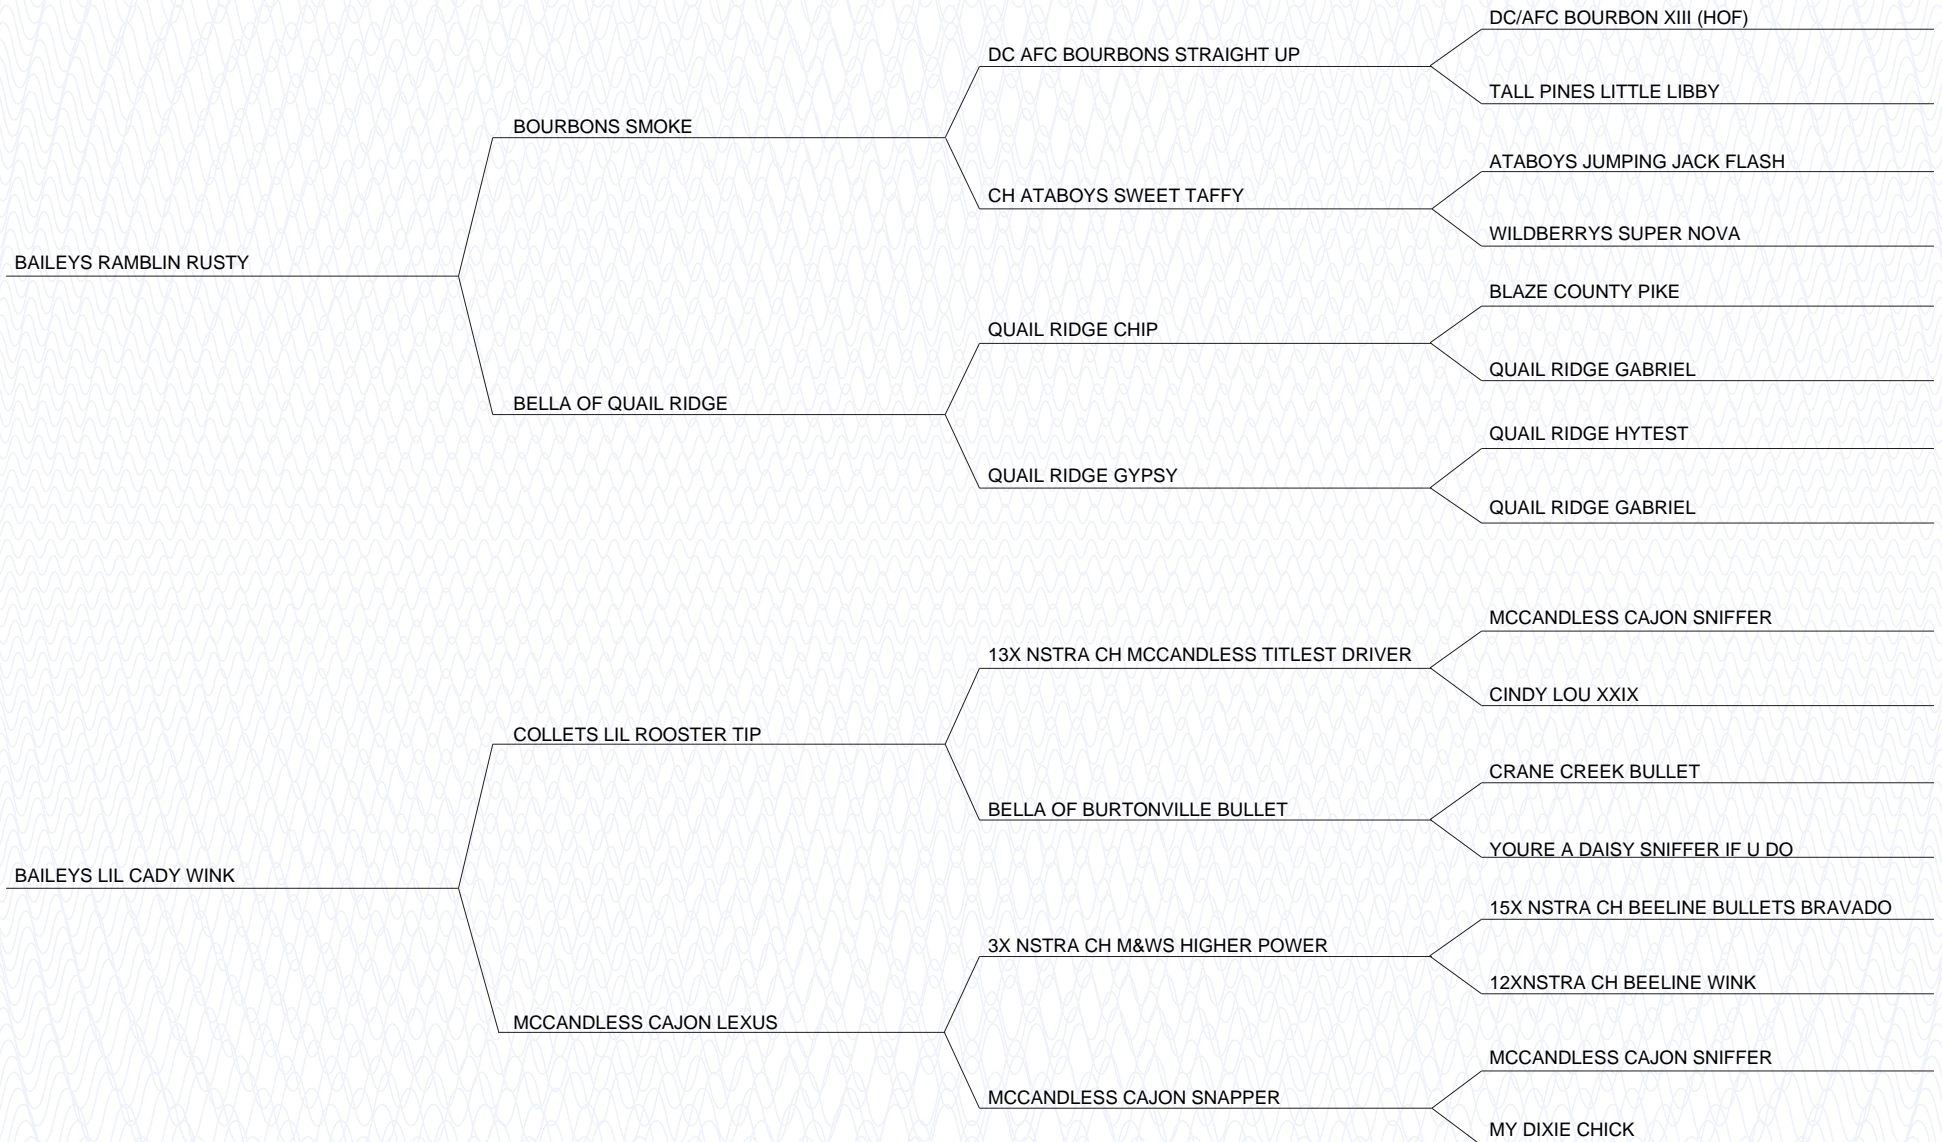 DC/AFC BOURBON XIII (HOF)
DC AFC BOURBONS STRAIGHT UP
TALL PINES LITTLE LIBBY
BOURBONS SMOKE
ATABOYS JUMPING JACK FLASH
CH ATABOYS SWEET TAFFY
WILDBERRYS SUPER NOVA
BAILEYS RAMBLIN RUSTY
BLAZE COUNTY PIKE
QUAIL RIDGE CHIP
QUAIL RIDGE GABRIEL
BELLA OF QUAIL RIDGE
QUAIL RIDGE HYTEST
QUAIL RIDGE GYPSY
QUAIL RIDGE GABRIEL
MCCANDLESS CAJON SNIFFER
13X NSTRA CH MCCANDLESS TITLEST DRIVER
CINDY LOU XXIX
COLLETS LIL ROOSTER TIP
CRANE CREEK BULLET
BELLA OF BURTONVILLE BULLET
YOURE A DAISY SNIFFER IF U DO
BAILEYS LIL CADY WINK
15X NSTRA CH BEELINE BULLETS BRAVADO
3X NSTRA CH M&WS HIGHER POWER
12XNSTRA CH BEELINE WINK
MCCANDLESS CAJON LEXUS
MCCANDLESS CAJON SNIFFER
MCCANDLESS CAJON SNAPPER
MY DIXIE CHICK